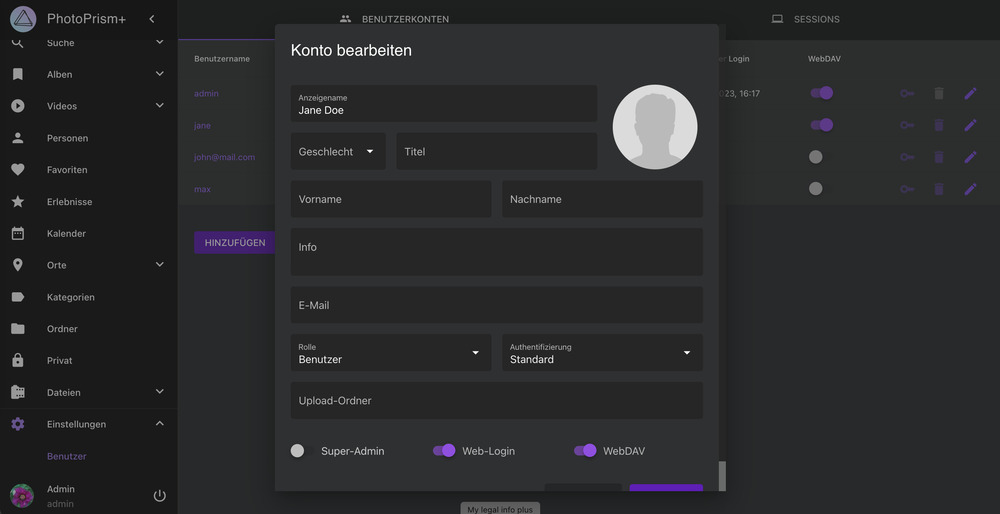 PhotoPrism+
BENUTZERKONTEN
SESSIONS
Suche
Alben
Videos
Personen
Favoriten
Erlebnisse
Kalender
Orte
Kategorien
Ordner
Privat
Dateien
Einstellungen
Benutzer
Admin
admin
Benutzername
Login
WebDAV
admin
16:17
jane
john@mail.com
max
HINZUFÜGEN
Konto bearbeiten
Anzeigename
Jane Doe
Geschlecht
Titel
Vorname
Nachname
Info
E-Mail
Rolle
Benutzer
Authentifizierung
Standard
Upload-Ordner
Super-Admin
Web-Login
WebDAV
My legal info plus